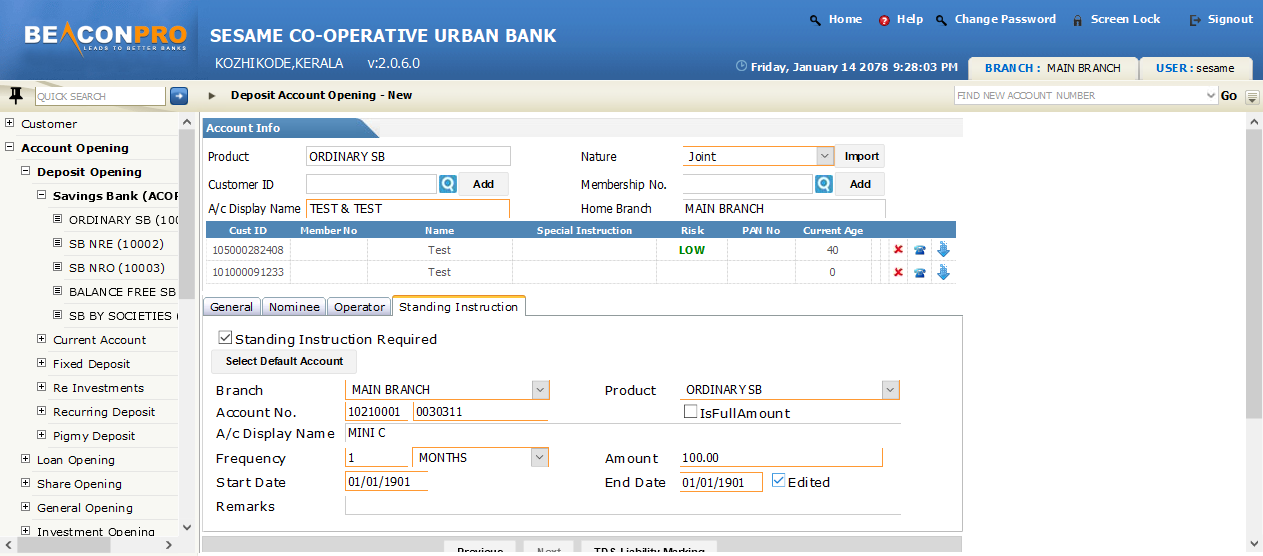 Home Help Change Password Screen Lock Signout
BEACONPRO
LEADS TO BETTER BANKS
SESAME CO-OPERATIVE URBAN BANK
KOZHIKODE,KERALA v:2.0.6.0
Friday, January 14 2078 9:28:03 PM
BRANCH : MAIN BRANCH
USER : sesame
QUICK SEARCH
Deposit Account Opening - New
FIND NEW ACCOUNT NUMBER Go
Customer
Account Opening
Deposit Opening
Savings Bank (ACOP
ORDINARY SB (100
SB NRE (10002)
SB NRO (10003)
BALANCE FREE SB
SB BY SOCIETIES (
Current Account
Fixed Deposit
Re Investments
Recurring Deposit
Pigmy Deposit
Loan Opening
Share Opening
General Opening
Investment Opening
Account Info
Product ORDINARY SB Nature Joint Import
Customer ID Add Membership No. Add
A/c Display Name TEST & TEST Home Branch MAIN BRANCH
Cust ID Member No Name Special Instruction Risk PAN No Current Age
105000282408 Test LOW 40
101000091233 Test 0
General Nominee Operator Standing Instruction
Standing Instruction Required
Select Default Account
Branch MAIN BRANCH Product ORDINARY SB
Account No. 10210001 0030311 IsFullAmount
A/c Display Name MINI C
Frequency 1 MONTHS Amount 100.00
Start Date 01/01/1901 End Date 01/01/1901 Edited
Remarks
Previous Next TDS Liability Marking